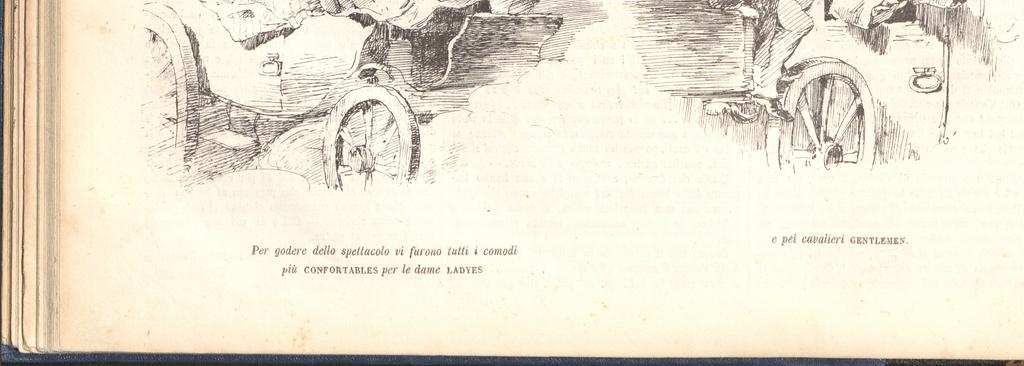 Per godere dello spettacolo vi furono tutti i comodi
più CONFORTABLES per le dame LADYES
e pei cavalieri GENTLEMEN.